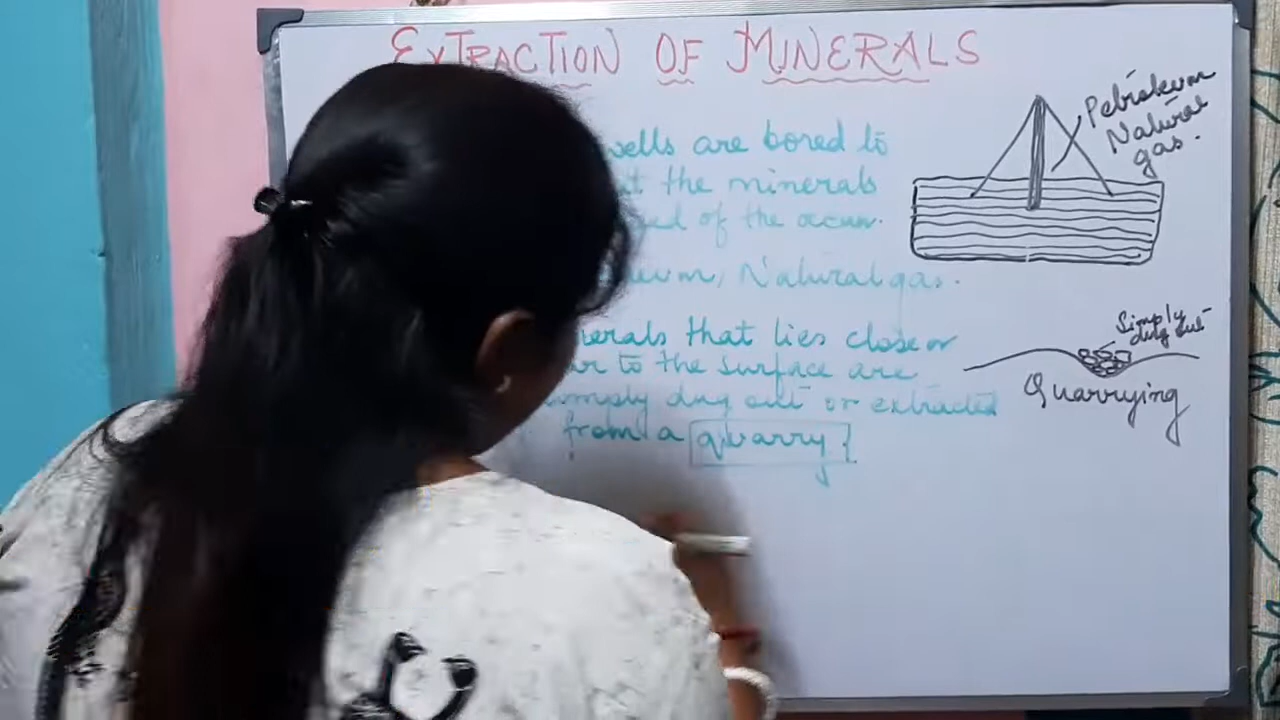 EXTRACTION OF MINERALS
wells are bored to
the minerals
of the ocean.
Natural gas.
that lies close or
to the surface are
dug out or extracted
from a quarry
Petroleum
Natural
gas.
Simply
dug out
Quarrying